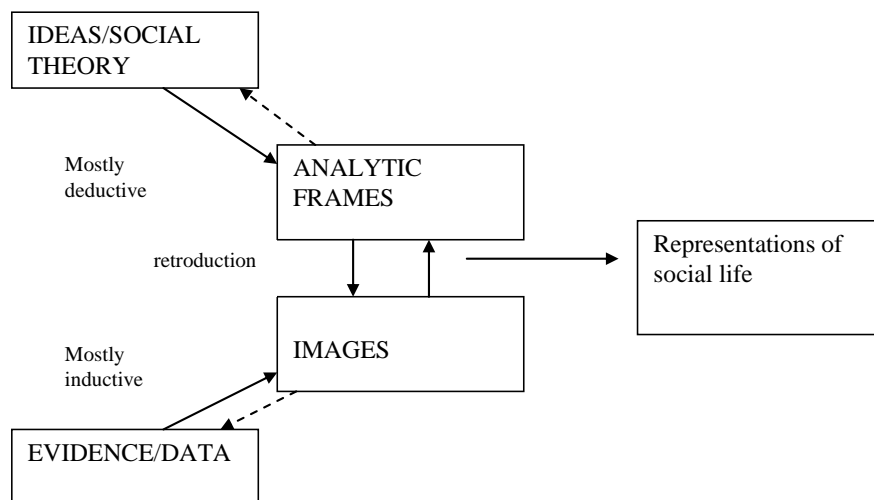 IDEAS/SOCIAL
THEORY
Mostly
deductive
ANALYTIC
FRAMES
retroduction
Representations of
social life
IMAGES
Mostly
inductive
EVIDENCE/DATA